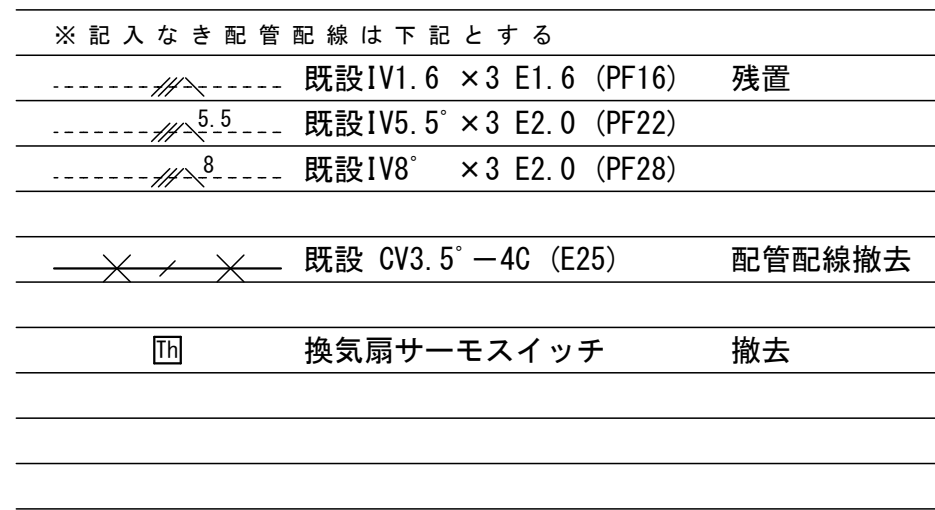 ※記入なき配管配線は下記とする
既設IV1.6 ×3 E1.6 (PF16) 残置
5.5 既設IV5.5゜×3 E2.0 (PF22)
8 既設IV8゜ ×3 E2.0 (PF28)
既設 CV3.5゜－4C (E25) 配管配線撤去
Th 換気扇サーモスイッチ 撤去